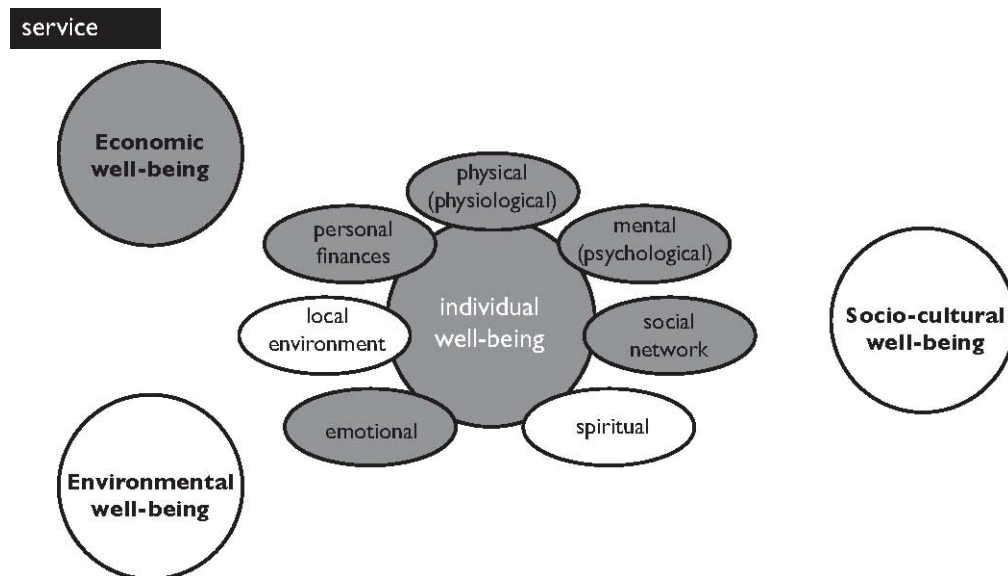 service
Economic
well-being
physical
(physiological)
personal
finances
mental
(psychological)
local
environment
individual
well-being
social
network
Socio-cultural
well-being
emotional
spiritual
Environmental
well-being